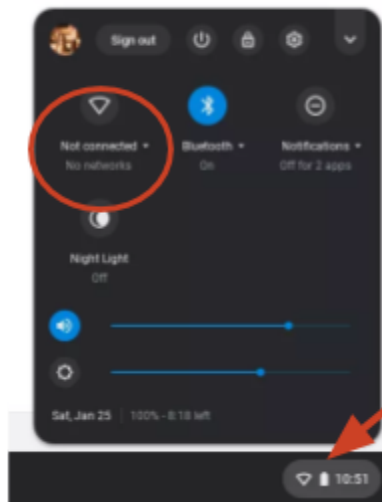 Sign out
Not connected
No networks
Bluetooth
On
Notifications
Off for 2 apps
Night Light
Off
Sat, Jan 25 | 100% - 8:18 left
10:51